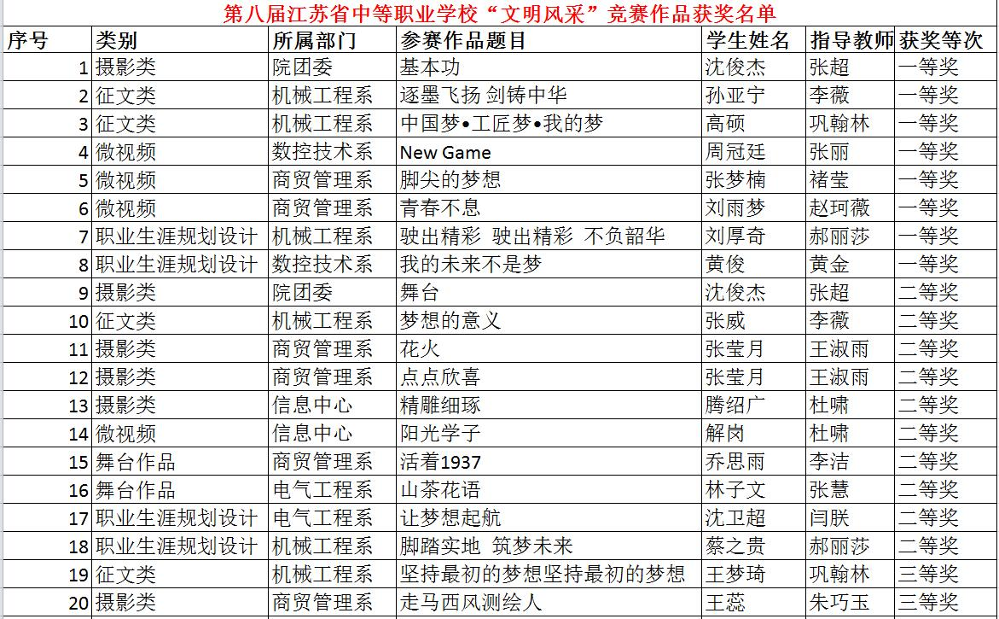 第八届江苏省中等职业学校“文明风采”竞赛作品获奖名单
序号 类别 所属部门 参赛作品题目 学生姓名 指导教师 获奖等次
1 摄影类 院团委 基本功 沈俊杰 张超 一等奖
2 征文类 机械工程系 逐墨飞扬 剑铸中华 孙亚宁 李薇 一等奖
3 征文类 机械工程系 中国梦•工匠梦•我的梦 高硕 巩翰林 一等奖
4 微视频 数控技术系 New Game 周冠廷 张丽 一等奖
5 微视频 商贸管理系 脚尖的梦想 张梦楠 褚莹 一等奖
6 微视频 商贸管理系 青春不息 刘雨梦 赵珂薇 一等奖
7 职业生涯规划设计 机械工程系 驶出精彩 驶出精彩 不负韶华 刘厚奇 郝丽莎 一等奖
8 职业生涯规划设计 数控技术系 我的未来不是梦 黄俊 黄金 一等奖
9 摄影类 院团委 舞台 沈俊杰 张超 二等奖
10 征文类 机械工程系 梦想的意义 张威 李薇 二等奖
11 摄影类 商贸管理系 花火 张莹月 王淑雨 二等奖
12 摄影类 商贸管理系 点点欣喜 张莹月 王淑雨 二等奖
13 摄影类 信息中心 精雕细琢 腾绍广 杜啸 二等奖
14 微视频 信息中心 阳光学子 解岗 杜啸 二等奖
15 舞台作品 商贸管理系 活着1937 乔思雨 李洁 二等奖
16 舞台作品 电气工程系 山茶花语 林子文 张慧 二等奖
17 职业生涯规划设计 电气工程系 让梦想起航 沈卫超 闫朕 二等奖
18 职业生涯规划设计 机械工程系 脚踏实地 筑梦未来 蔡之贵 郝丽莎 二等奖
19 征文类 机械工程系 坚持最初的梦想坚持最初的梦想 王梦琦 巩翰林 三等奖
20 摄影类 商贸管理系 走马西风测绘人 王蕊 朱巧玉 三等奖